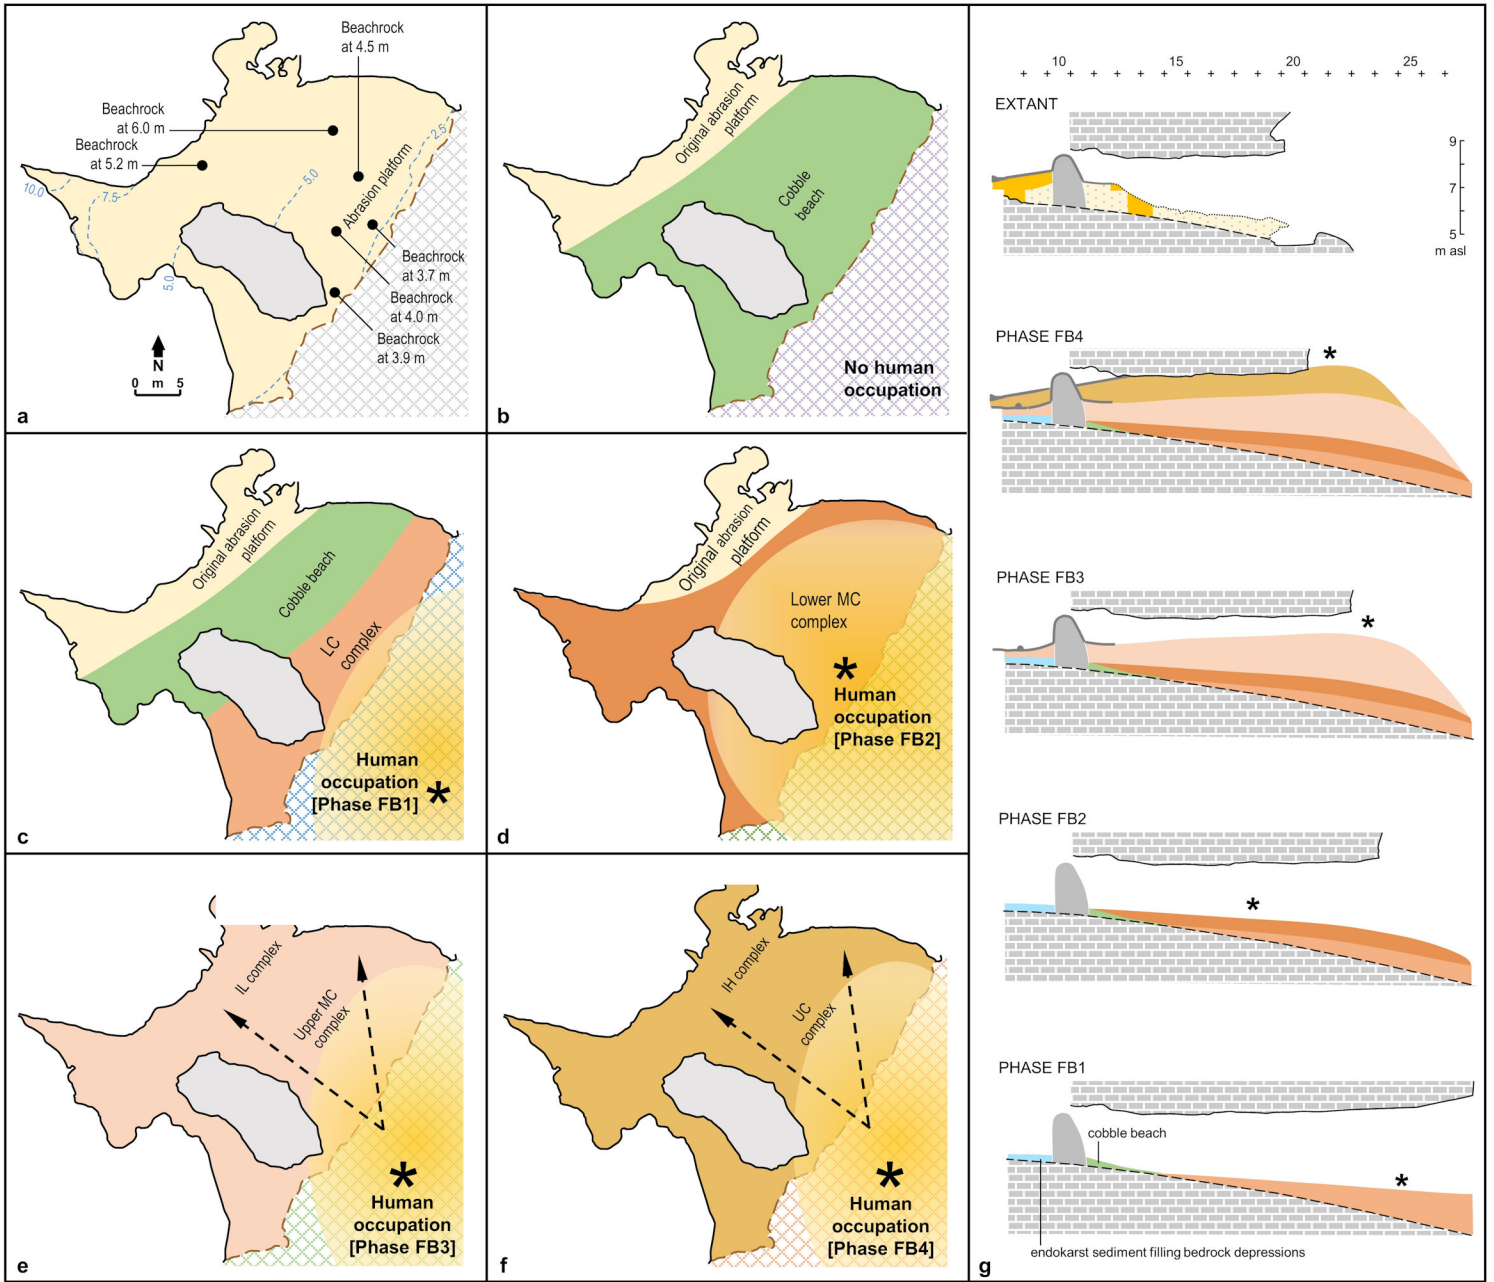 Beachrock
at 4.5 m
Beachrock
at 6.0 m
Beachrock
at 5.2 m
10.0
7.5
5.0
5.0
2.5
Abrasion platform
Beachrock
at 3.7 m
Beachrock
at 4.0 m
Beachrock
at 3.9 m
N
0 m 5
a
Original abrasion
platform
Cobble
beach
No human
occupation
b
Original abrasion
platform
Cobble beach
LC
complex
Human
occupation
[Phase FB1]
*
c
Original abrasion
platform
Lower MC
complex
*
Human
occupation
[Phase FB2]
d
IL complex
Upper MC
complex
*
Human
occupation
[Phase FB3]
e
IH complex
UC
complex
*
Human
occupation
[Phase FB4]
f
10 15 20 25
+ + + + + + + + + + + + + + + + + + +
EXTANT
9
7
5
m asl
PHASE FB4
*
PHASE FB3
*
PHASE FB2
*
PHASE FB1
cobble beach
*
endokarst sediment filling bedrock depressions
g